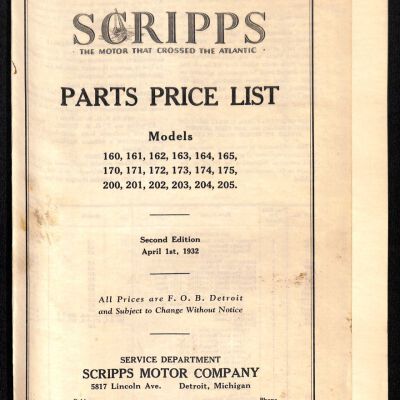 SCRIPPS
· THE MOTOR THAT CROSSED THE ATLANTIC ·
PARTS PRICE LIST
Models
160, 161, 162, 163, 164, 165,
170, 171, 172, 173, 174, 175,
200, 201, 202, 203, 204, 205.
Second Edition
April 1st, 1932
All Prices are F. O. B. Detroit
and Subject to Change Without Notice
SERVICE DEPARTMENT
SCRIPPS MOTOR COMPANY
5817 Lincoln Ave. Detroit, Michigan